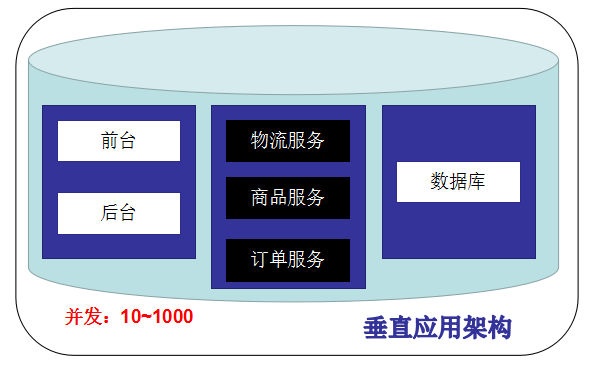 前台
后台
物流服务
商品服务
订单服务
数据库
并发：10~1000
垂直应用架构